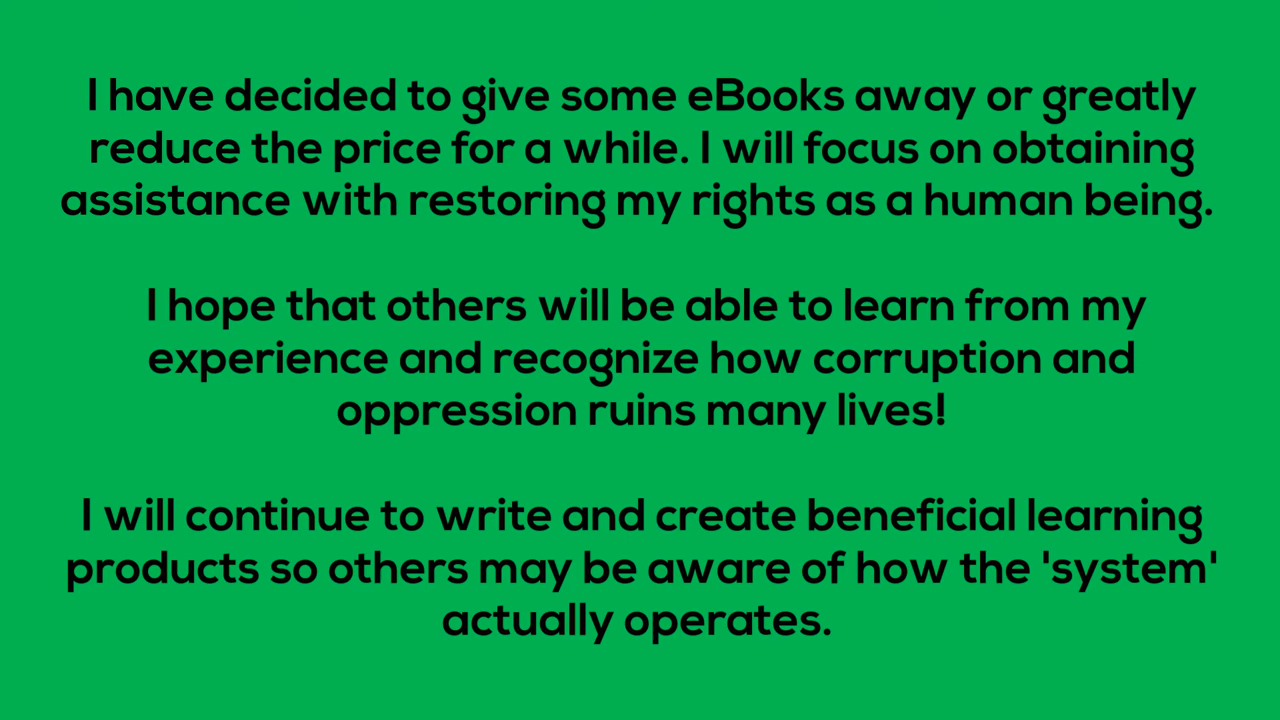 I have decided to give some eBooks away or greatly
reduce the price for a while. I will focus on obtaining
assistance with restoring my rights as a human being.
I hope that others will be able to learn from my
experience and recognize how corruption and
oppression ruins many lives!
I will continue to write and create beneficial learning
products so others may be aware of how the 'system'
actually operates.